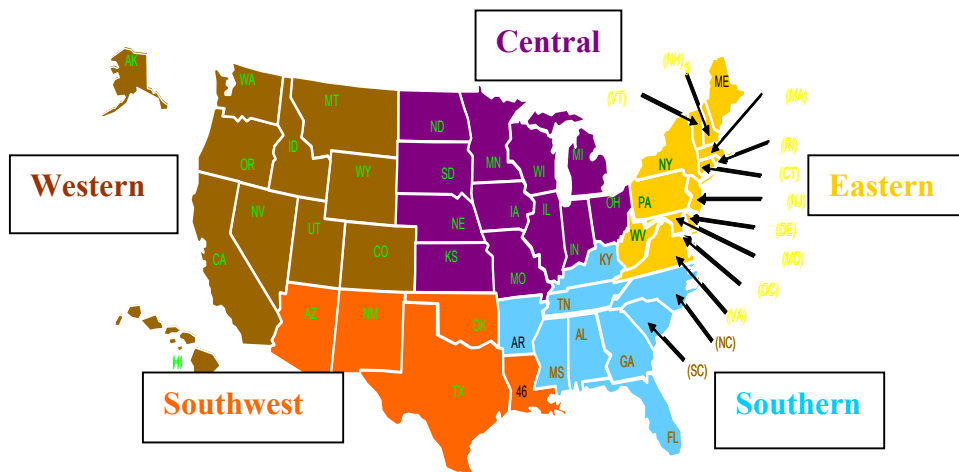 Central
AK
WA
MT
ND
MN
(NH)
ME
(VT)
(MA)
OR
ID
WY
SD
WI
MI
NY
(RI)
(CT)
Western
Eastern
NV
UT
CO
NE
IA
IL
IN
OH
PA
(NJ)
(DE)
CA
KS
MO
KY
WV
(MD)
(DC)
(VA)
AZ
NM
OK
AR
TN
(NC)
HI
MS
AL
GA
(SC)
Southwest
TX
46
FL
Southern